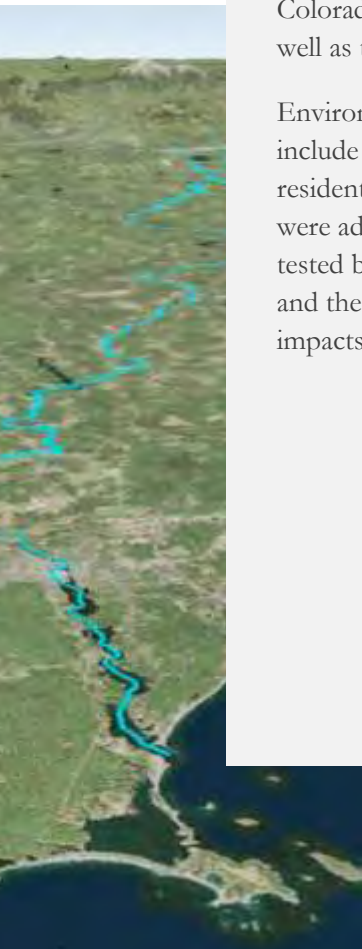 Colorad
well as t
Environ
include
resident
were ad
tested b
and the
impacts